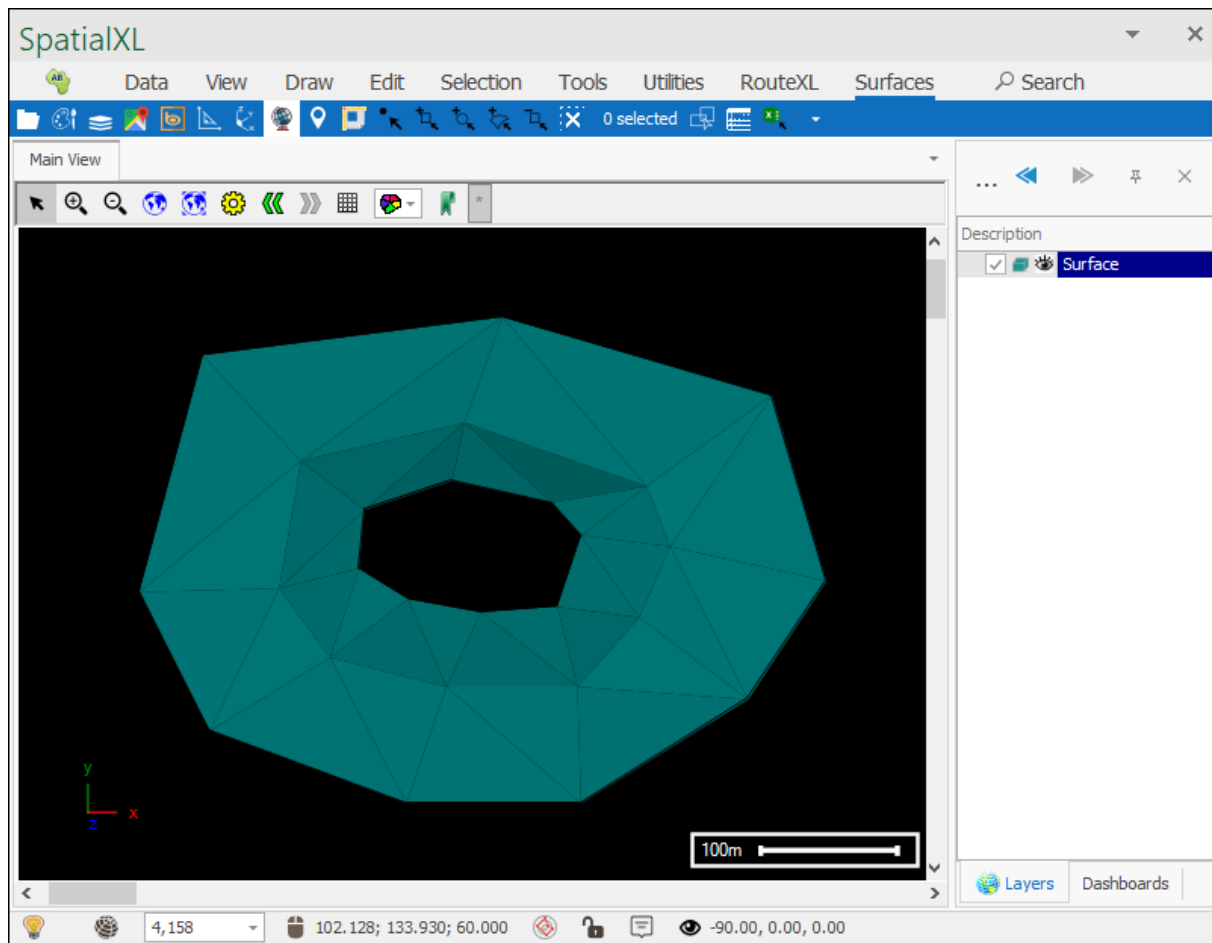 SpatialXL
AB Data View Draw Edit Selection Tools Utilities RouteXL Surfaces Search
0 selected
Main View
...
*
Description
Surface
y
x
z
100m
Layers Dashboards
4,158 102.128; 133.930; 60.000 -90.00, 0.00, 0.00